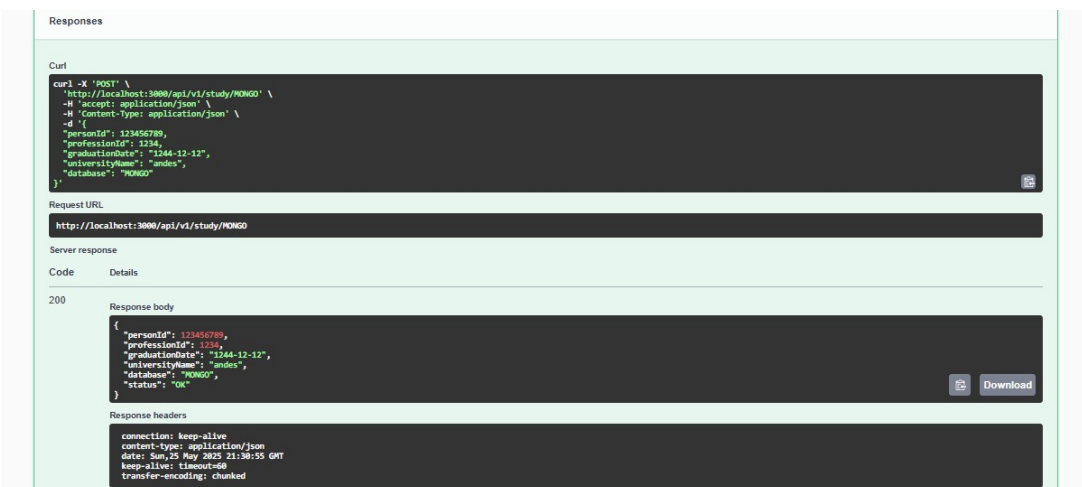 Responses
Curl
curl -X 'POST' \
'http://localhost:3000/api/v1/study/MONGO' \
-H 'accept: application/json' \
-H 'Content-Type: application/json' \
-d '{
"personId": 123456789,
"professionId": 1234,
"graduationDate": "1244-12-12",
"universityName": "andes",
"database": "MONGO"
}'
Request URL
http://localhost:3000/api/v1/study/MONGO
Server response
Code Details
200
Response body
{
"personId": 123456789,
"professionId": 1234,
"graduationDate": "1244-12-12",
"universityName": "andes",
"database": "MONGO",
"status": "OK"
}
Download
Response headers
connection: keep-alive
content-type: application/json
date: Sun,25 May 2025 21:30:55 GMT
keep-alive: timeout=60
transfer-encoding: chunked